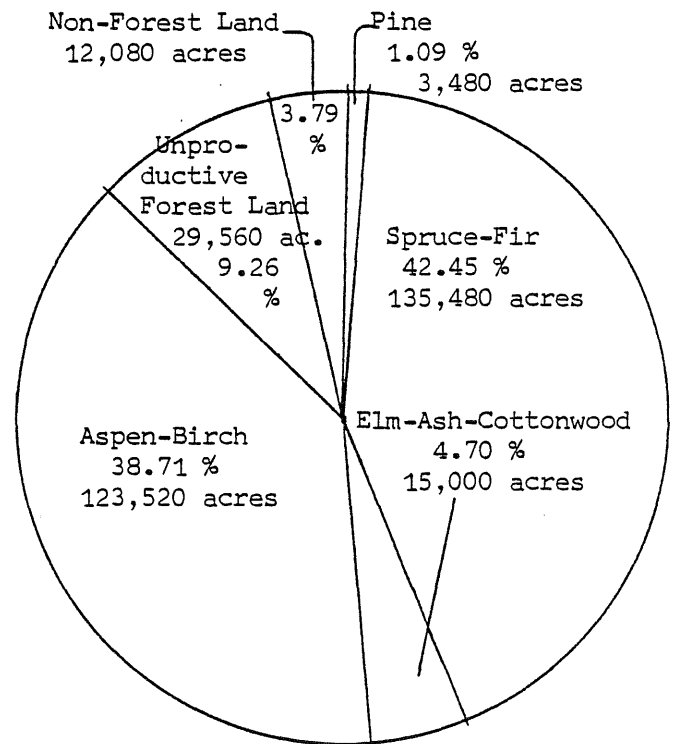 Non-Forest Land
12,080 acres
Pine
1.09 %
3,480 acres
3.79
%
Unpro-
ductive
Forest Land
29,560 ac.
9.26
%
Spruce-Fir
42.45 %
135,480 acres
Aspen-Birch
38.71 %
123,520 acres
Elm-Ash-Cottonwood
4.70 %
15,000 acres